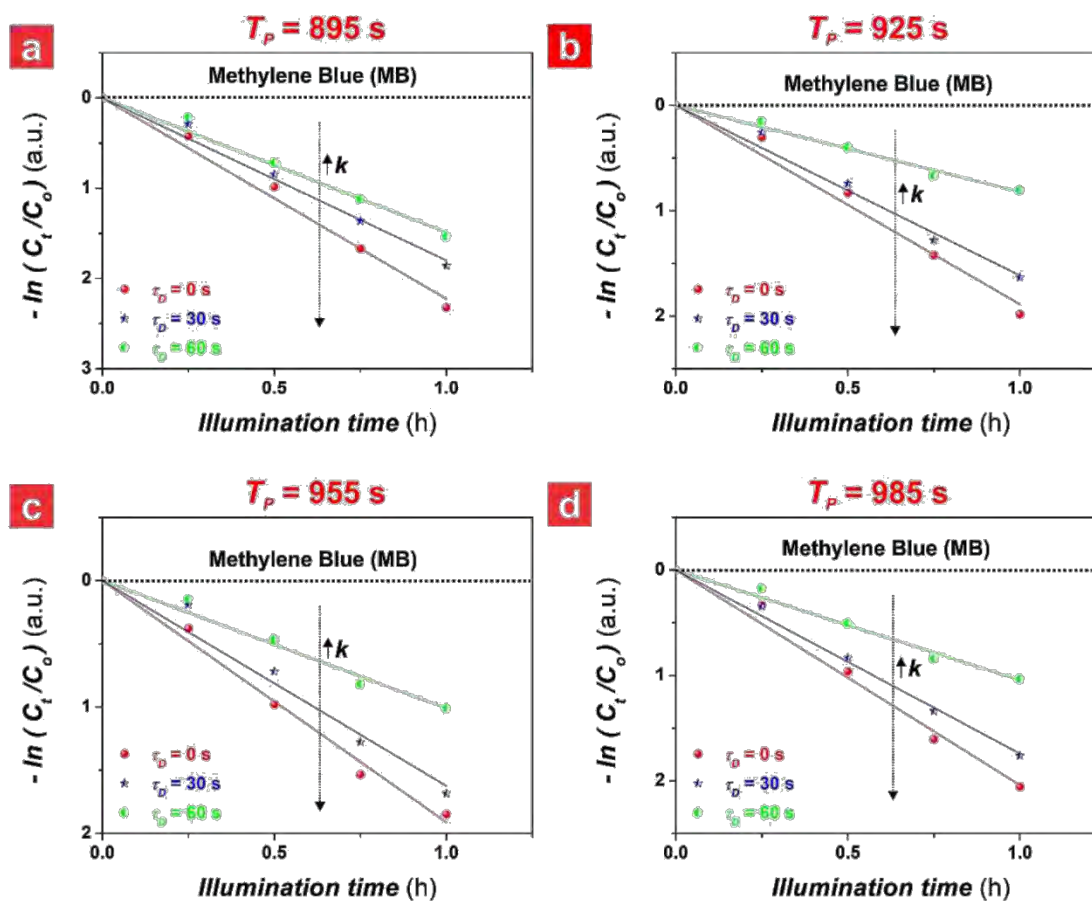 a
T_P = 895 s
Methylene Blue (MB)
- ln ( C_t /C_o ) (a.u.)
0
1
2
3
↑k
τ_D = 0 s
τ_D = 30 s
τ_D = 60 s
0.0
0.5
1.0
Illumination time (h)
b
T_P = 925 s
Methylene Blue (MB)
- ln ( C_t /C_o ) (a.u.)
0
1
2
↑k
τ_D = 0 s
τ_D = 30 s
τ_D = 60 s
0.0
0.5
1.0
Illumination time (h)
c
T_P = 955 s
Methylene Blue (MB)
- ln ( C_t /C_o ) (a.u.)
0
1
2
↑k
τ_D = 0 s
τ_D = 30 s
τ_D = 60 s
0.0
0.5
1.0
Illumination time (h)
d
T_P = 985 s
Methylene Blue (MB)
- ln ( C_t /C_o ) (a.u.)
0
1
2
↑k
τ_D = 0 s
τ_D = 30 s
τ_D = 60 s
0.0
0.5
1.0
Illumination time (h)